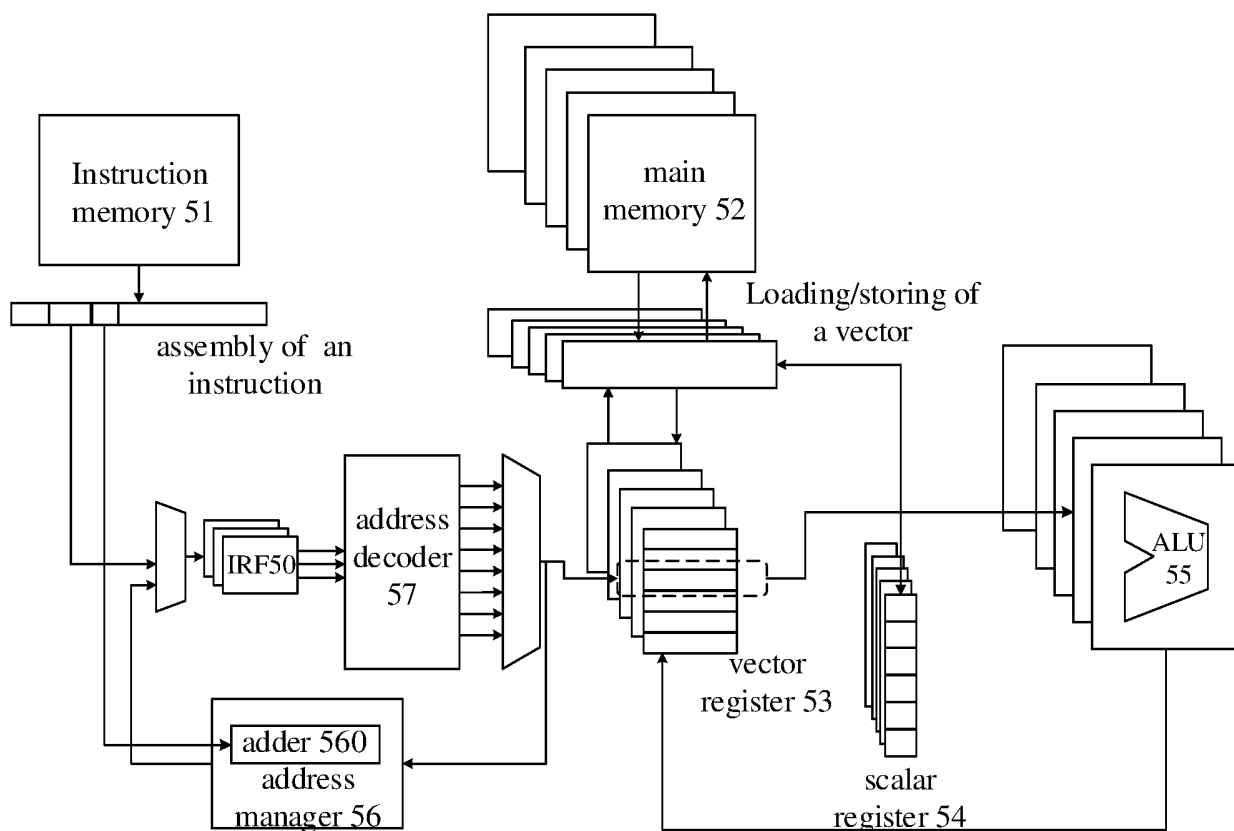 Instruction
memory 51
main
memory 52
Loading/storing of
a vector
assembly of an
instruction
address
decoder
57
IRF50
ALU
55
vector
register 53
adder 560
address
manager 56
scalar
register 54